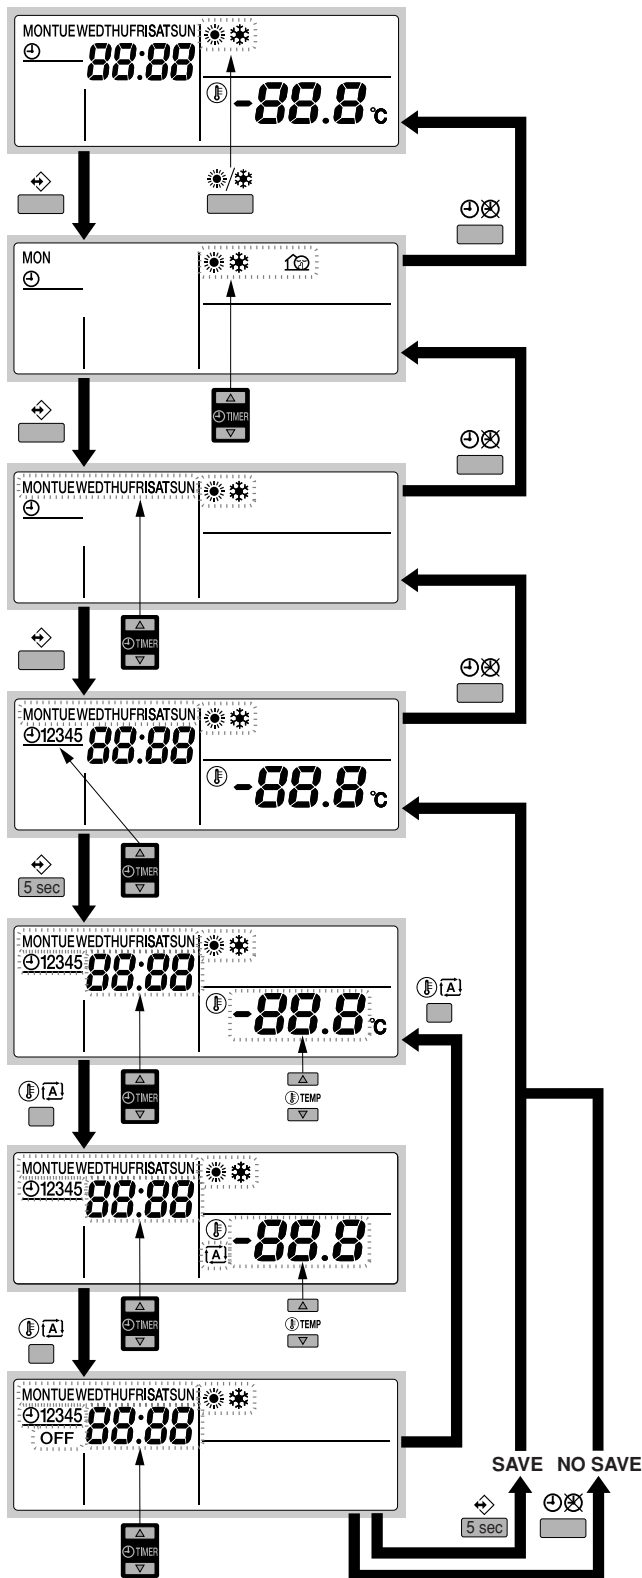 MONTUEWEDTHUFRISATSUN
88:88
-88.8 °C
MON
TIMER
MONTUEWEDTHUFRISATSUN
TIMER
MONTUEWEDTHUFRISATSUN
12345 88:88
-88.8 °C
5 sec
TIMER
MONTUEWEDTHUFRISATSUN
12345 88:88
-88.8 °C
A
TIMER
TEMP
A
MONTUEWEDTHUFRISATSUN
12345 88:88
A -88.8
TIMER
TEMP
A
MONTUEWEDTHUFRISATSUN
12345 88:88
OFF
SAVE NO SAVE
5 sec
TIMER